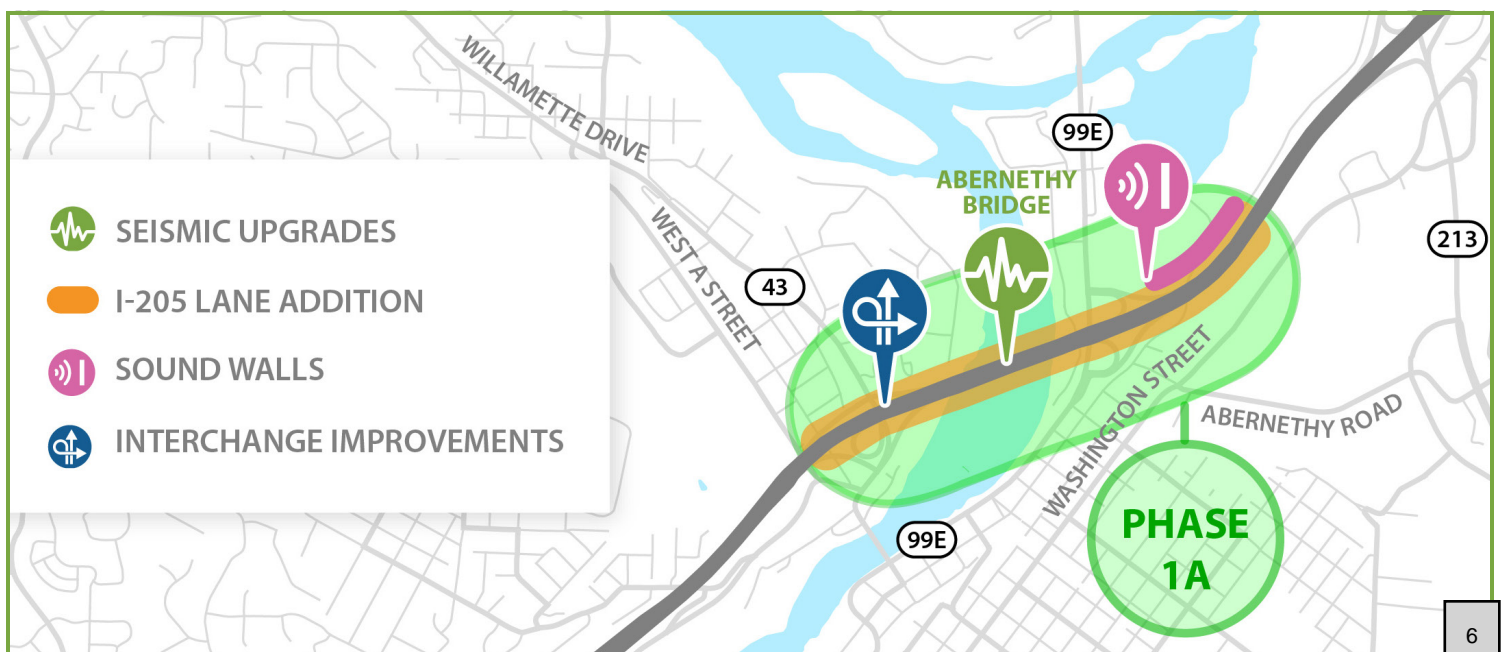 WILLAMETTE DRIVE
99E
ABERNETHY
BRIDGE
SEISMIC UPGRADES
WEST A STREET
213
43
I-205 LANE ADDITION
SOUND WALLS
INTERCHANGE IMPROVEMENTS
WASHINGTON STREET
ABERNETHY ROAD
99E
PHASE
1A
6